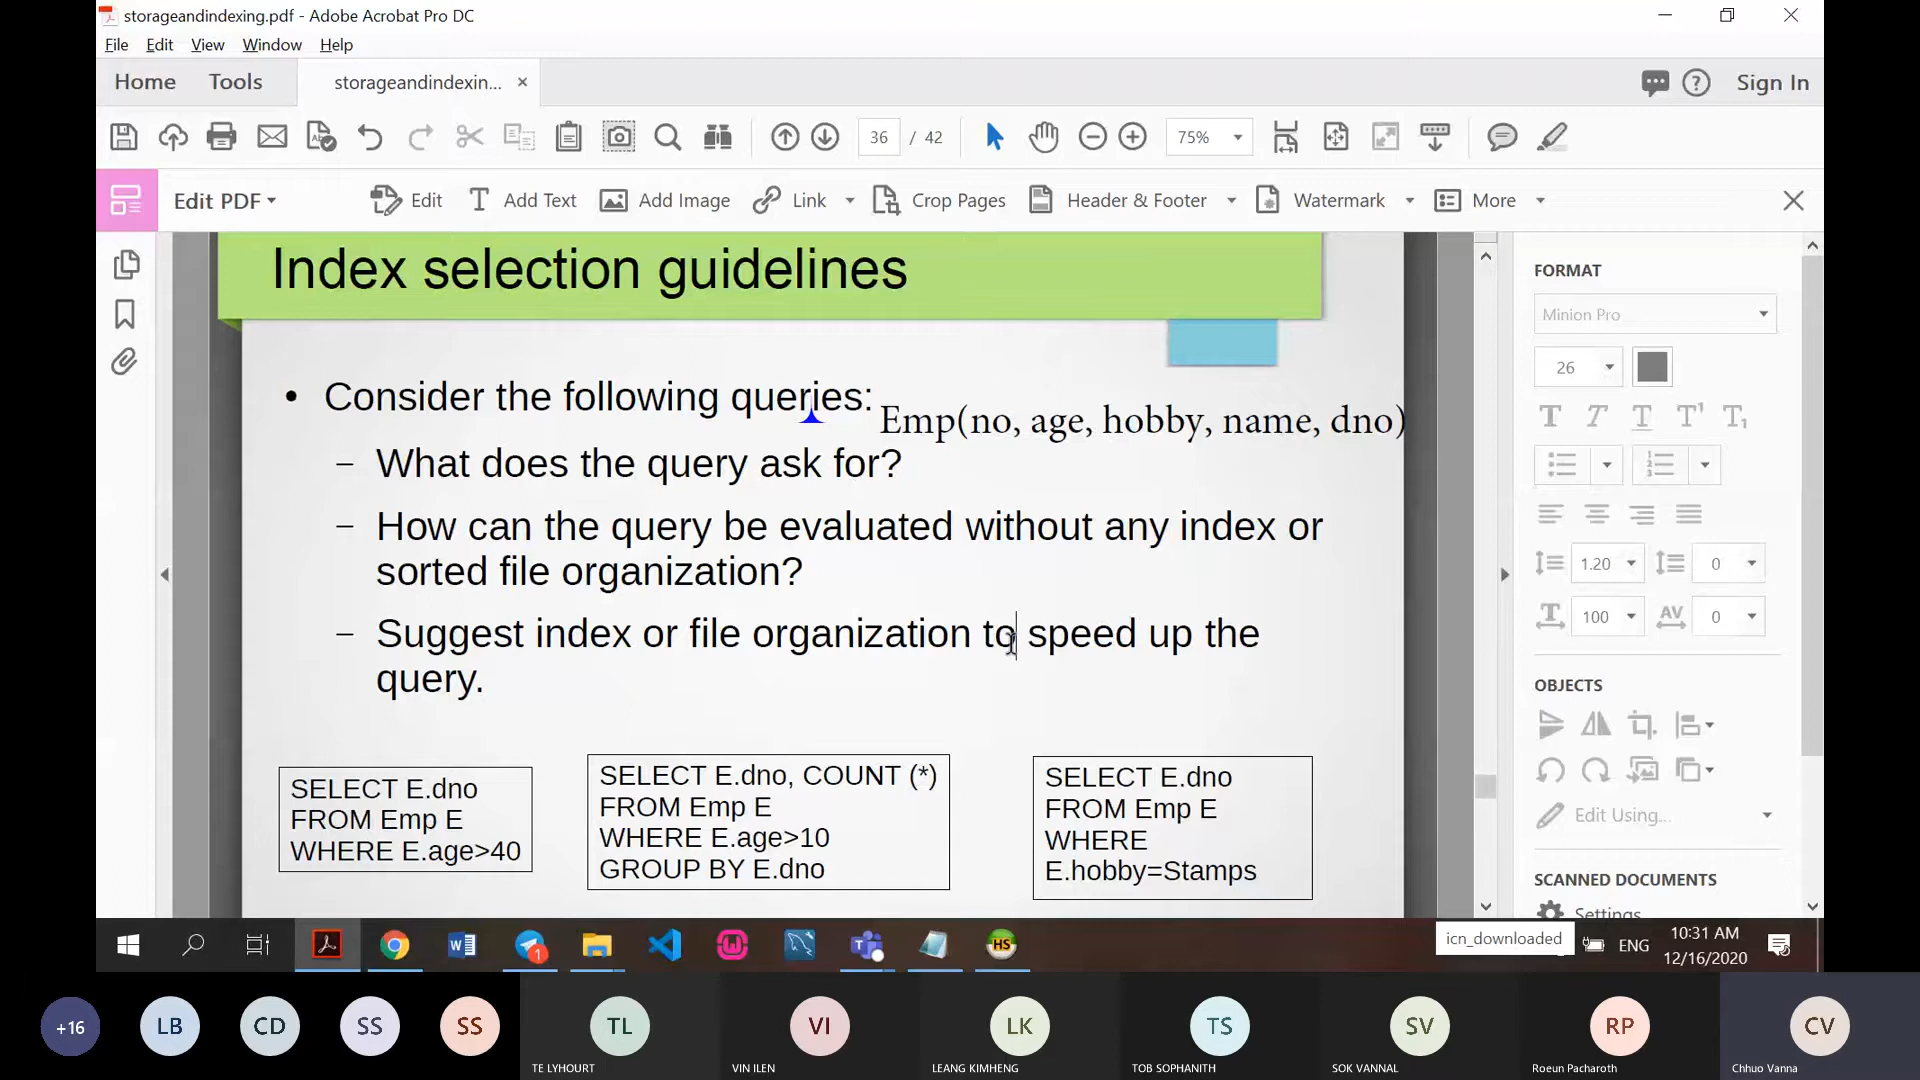 storageandindexing.pdf - Adobe Acrobat Pro DC
File Edit View Window Help
Home Tools storageandindexin... × Sign In
36 / 42 75%
Edit PDF Edit Add Text Add Image Link Crop Pages Header & Footer Watermark More
Index selection guidelines
• Consider the following queries:
Emp(no, age, hobby, name, dno)
– What does the query ask for?
– How can the query be evaluated without any index or
sorted file organization?
– Suggest index or file organization to speed up the
query.
SELECT E.dno
FROM Emp E
WHERE E.age>40
SELECT E.dno, COUNT (*)
FROM Emp E
WHERE E.age>10
GROUP BY E.dno
SELECT E.dno
FROM Emp E
WHERE
E.hobby=Stamps
FORMAT
Minion Pro
26
1.20 0
100 0
OBJECTS
Edit Using...
SCANNED DOCUMENTS
Settings
icn_downloaded
ENG
10:31 AM
12/16/2020
1
HS
+16 LB CD SS SS TL VI LK TS SV RP CV
TE LYHOURT VIN ILEN LEANG KIMHENG TOB SOPHANITH SOK VANNAL Roeun Pacharoth Chhuo Vanna